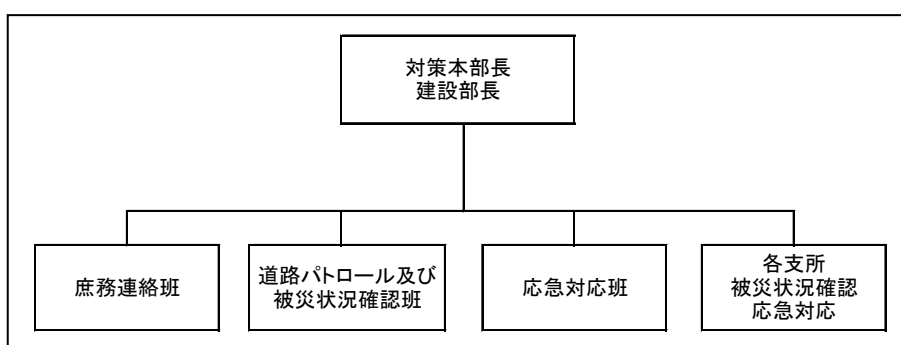 対策本部長
建設部長
庶務連絡班
道路パトロール及び
被災状況確認班
応急対応班
各支所
被災状況確認
応急対応